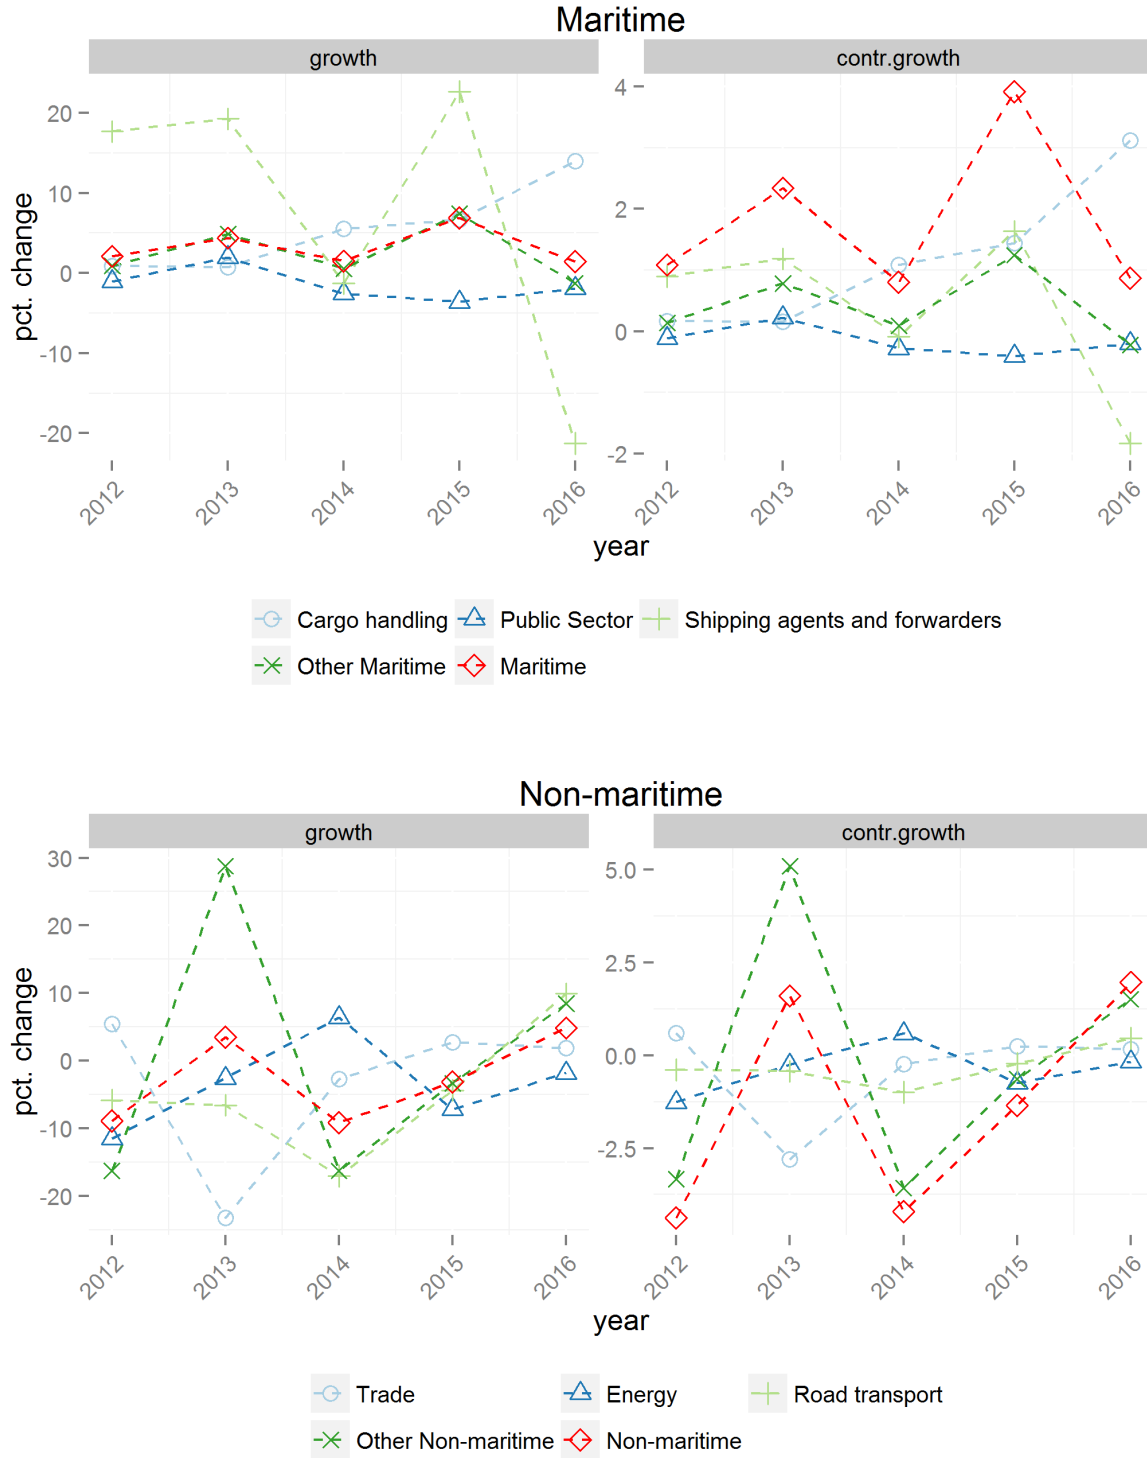 Maritime
growth
contr.growth
pct. change
20
10
0
-10
-20
4
2
0
-2
2012
2013
2014
2015
2016
2012
2013
2014
2015
2016
year
Cargo handling
Public Sector
Shipping agents and forwarders
Other Maritime
Maritime
Non-maritime
growth
contr.growth
pct. change
30
20
10
0
-10
-20
5.0
2.5
0.0
-2.5
2012
2013
2014
2015
2016
2012
2013
2014
2015
2016
year
Trade
Energy
Road transport
Other Non-maritime
Non-maritime